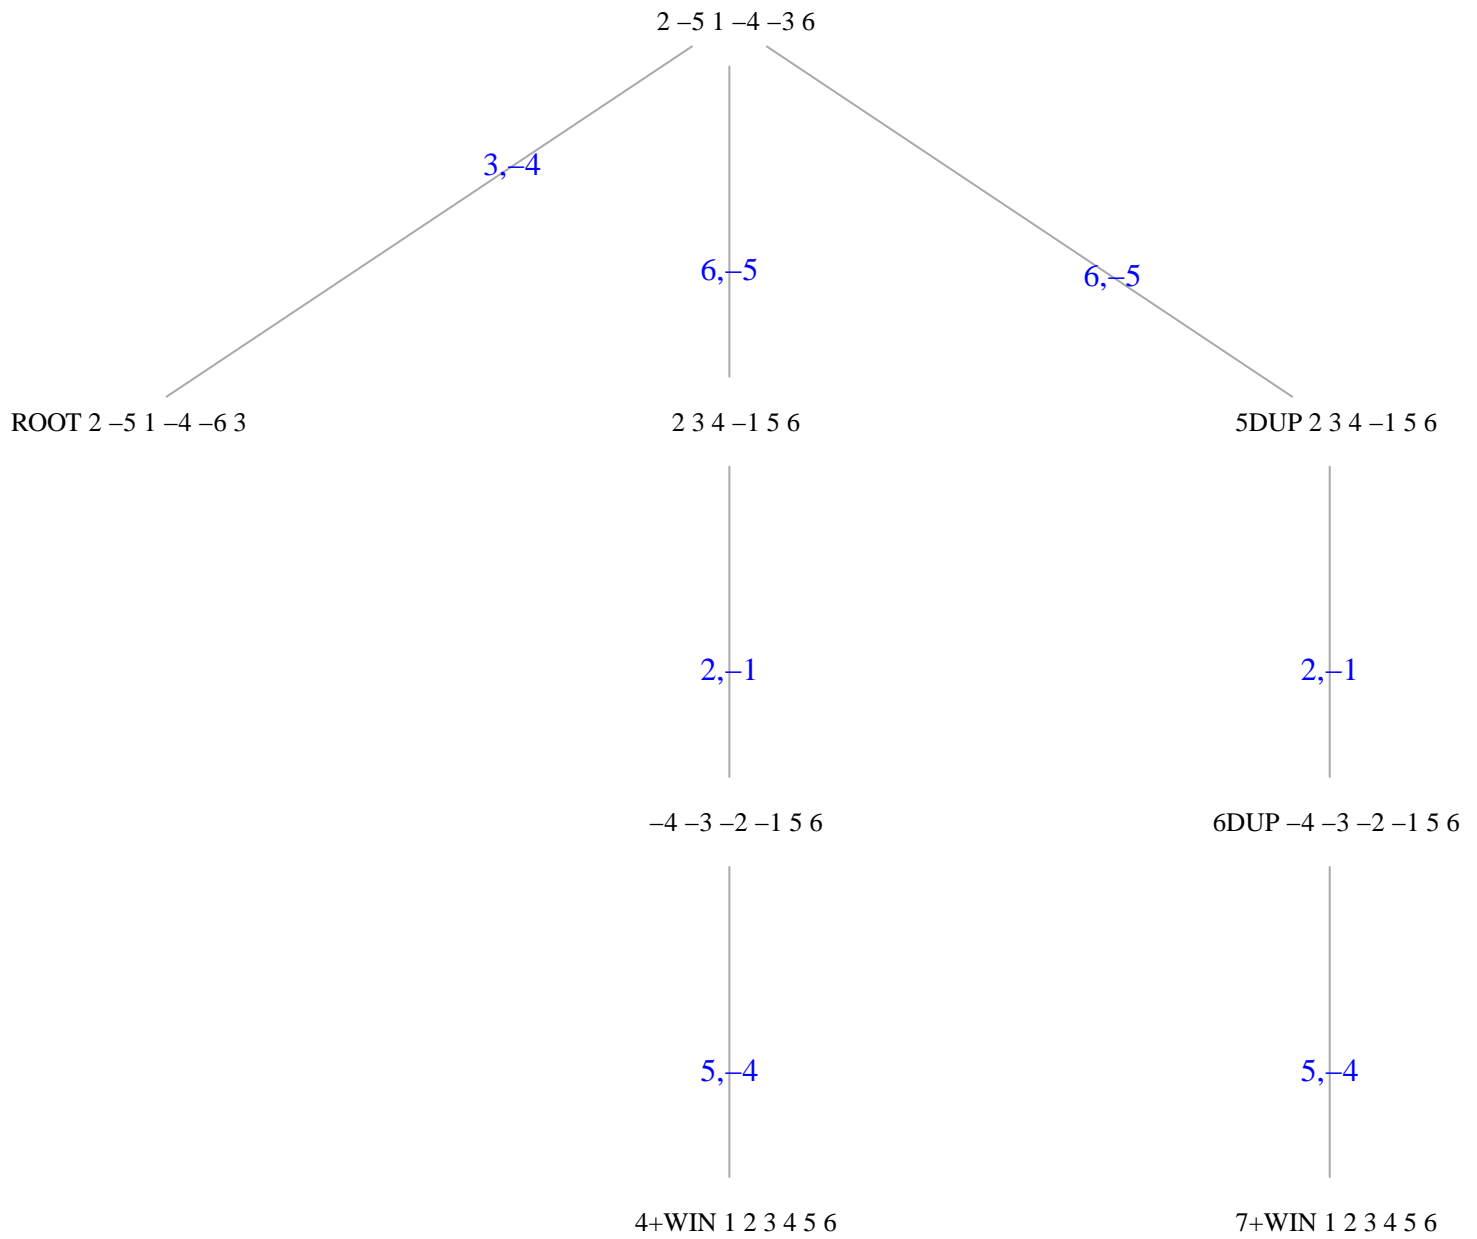 2 –5 1 –4 –3 6
3,–4
6,–5
6,–5
ROOT 2 –5 1 –4 –6 3
2 3 4 –1 5 6
5DUP 2 3 4 –1 5 6
2,–1
2,–1
–4 –3 –2 –1 5 6
6DUP –4 –3 –2 –1 5 6
5,–4
5,–4
4+WIN 1 2 3 4 5 6
7+WIN 1 2 3 4 5 6